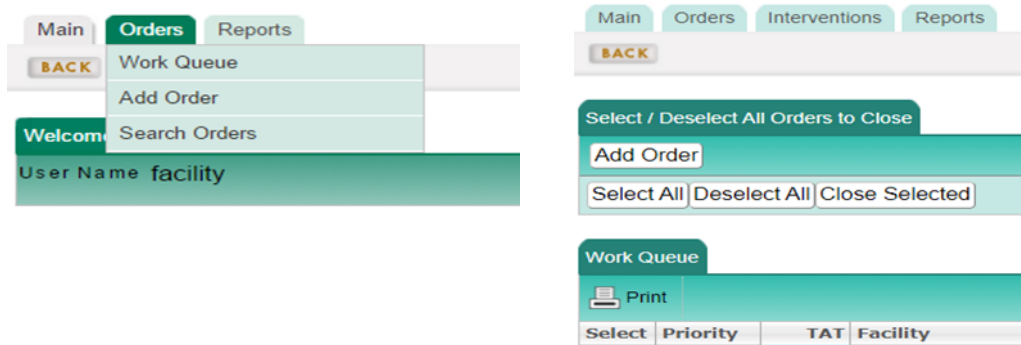 Main Orders Reports
BACK
Work Queue
Add Order
Welcom
Search Orders
User Name facility
Main Orders Interventions Reports
BACK
Select / Deselect All Orders to Close
Add Order
Select All Deselect All Close Selected
Work Queue
Print
Select Priority TAT Facility